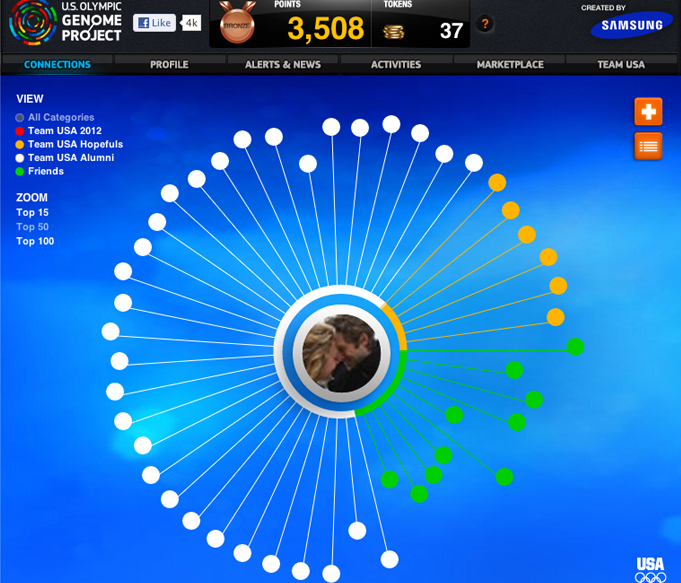 U.S. OLYMPIC
GENOME
PROJECT
Like
4k
BRONZE
POINTS
3,508
TOKENS
37
?
CREATED BY
SAMSUNG
CONNECTIONS
PROFILE
ALERTS & NEWS
ACTIVITIES
MARKETPLACE
TEAM USA
VIEW
All Categories
Team USA 2012
Team USA Hopefuls
Team USA Alumni
Friends
ZOOM
Top 15
Top 50
Top 100
USA